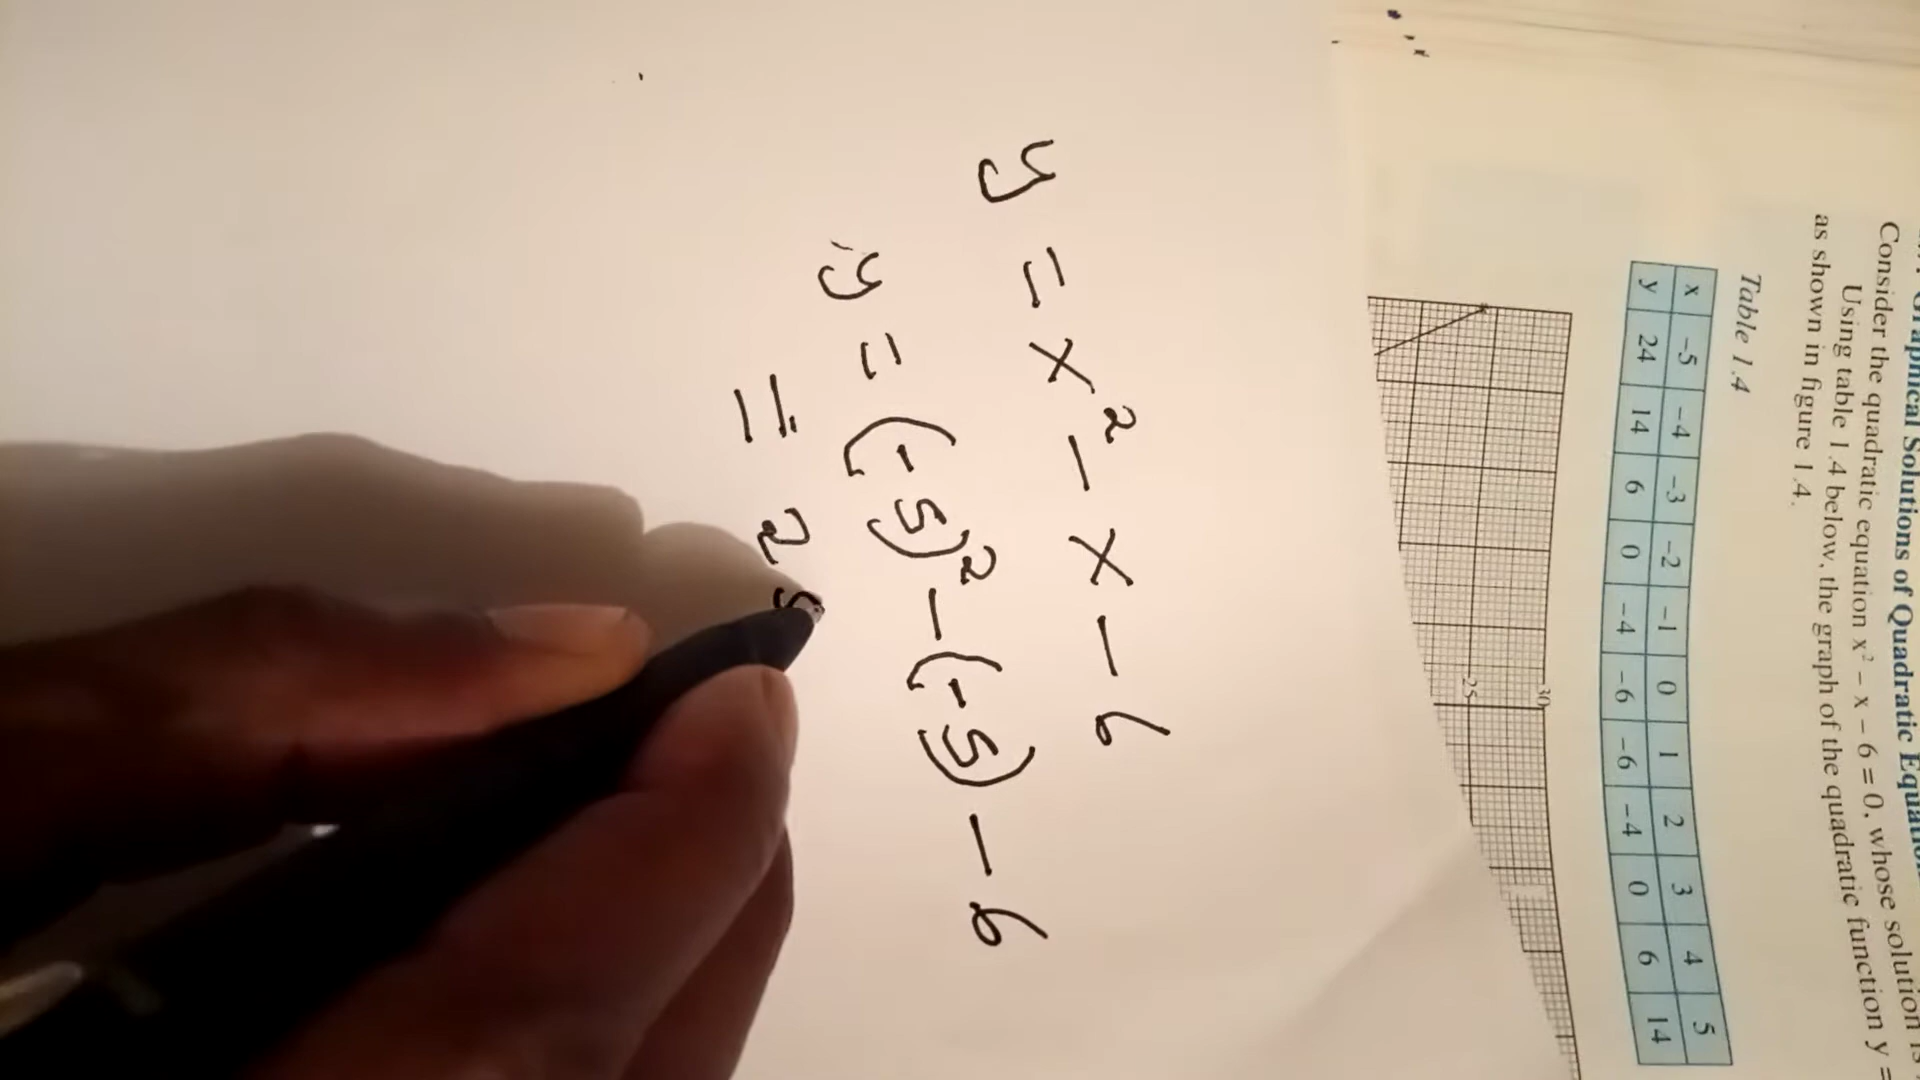 Graphical Solutions of Quadratic
Consider the quadratic equation x² – x – 6 = 0, whose solution is
Using table 1.4 below, the graph of the quadratic function y =
as shown in figure 1.4.
Table 1.4
x -5 -4 -3 -2 -1 0 1 2 3 4 5
y 24 14 6 0 -4 -6 -6 -4 0 6 14
30
25
y = x² - x - 6
y = (-5)² - (-5) - 6
= 25